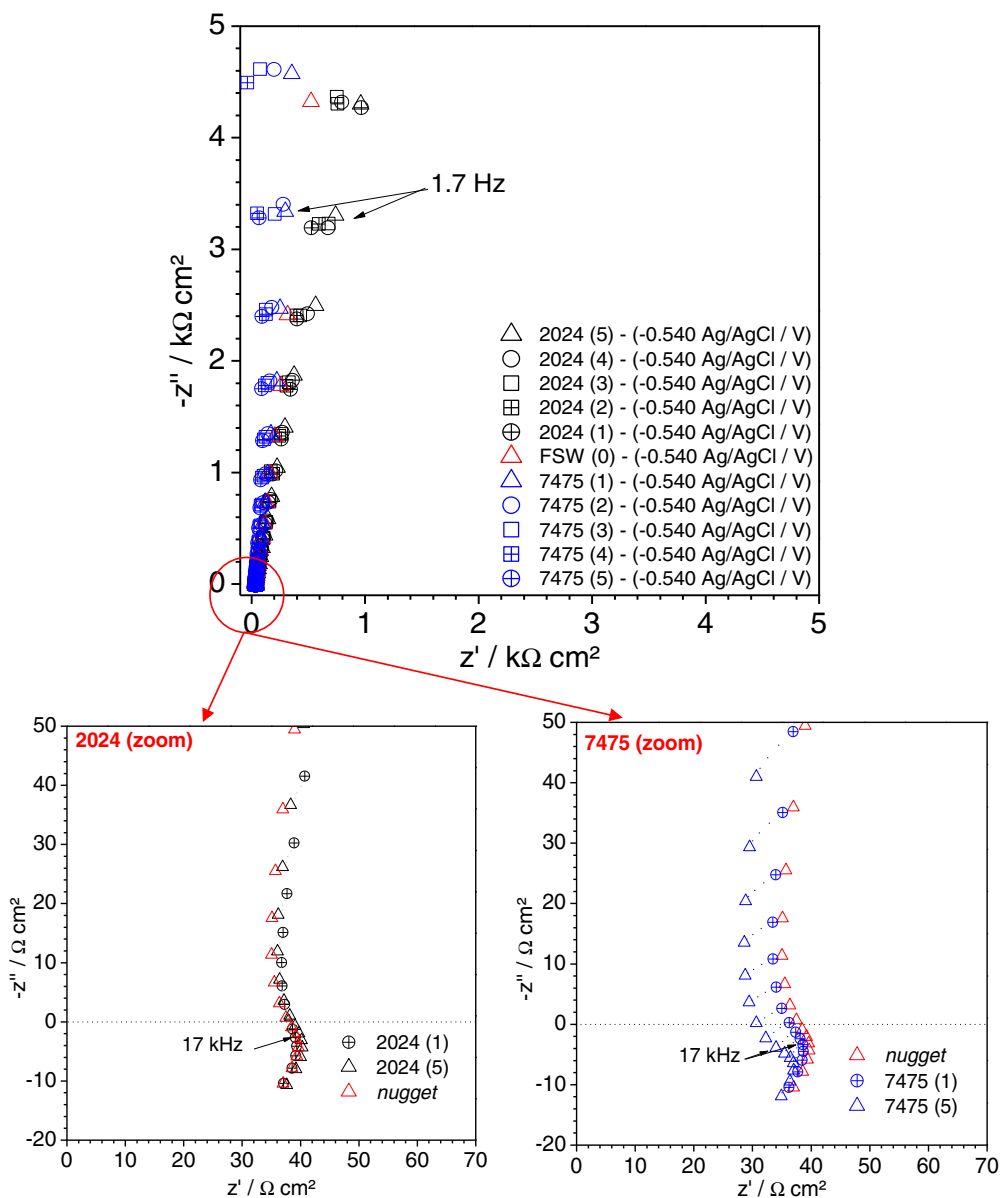 5
4
3
2
1
0
-z'' / kΩ cm²
1.7 Hz
2024 (5) - (-0.540 Ag/AgCl / V)
2024 (4) - (-0.540 Ag/AgCl / V)
2024 (3) - (-0.540 Ag/AgCl / V)
2024 (2) - (-0.540 Ag/AgCl / V)
2024 (1) - (-0.540 Ag/AgCl / V)
FSW (0) - (-0.540 Ag/AgCl / V)
7475 (1) - (-0.540 Ag/AgCl / V)
7475 (2) - (-0.540 Ag/AgCl / V)
7475 (3) - (-0.540 Ag/AgCl / V)
7475 (4) - (-0.540 Ag/AgCl / V)
7475 (5) - (-0.540 Ag/AgCl / V)
0 1 2 3 4 5
z' / kΩ cm²
2024 (zoom)
50
40
30
20
10
0
-10
-20
-z'' / Ω cm²
17 kHz
2024 (1)
2024 (5)
nugget
0 10 20 30 40 50 60 70
z' / Ω cm²
7475 (zoom)
50
40
30
20
10
0
-10
-20
-z'' / Ω cm²
17 kHz
nugget
7475 (1)
7475 (5)
0 10 20 30 40 50 60 70
z' / Ω cm²